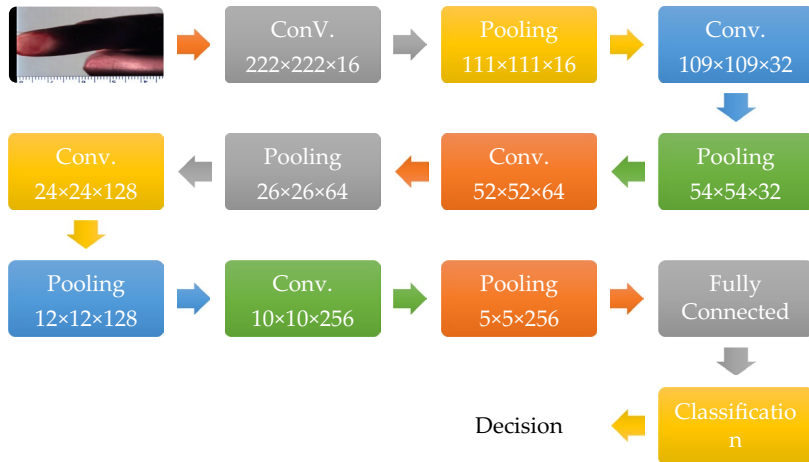 ConV.
222×222×16
Pooling
111×111×16
Conv.
109×109×32
Pooling
54×54×32
Conv.
52×52×64
Pooling
26×26×64
Conv.
24×24×128
Pooling
12×12×128
Conv.
10×10×256
Pooling
5×5×256
Fully
Connected
Classificatio
n
Decision